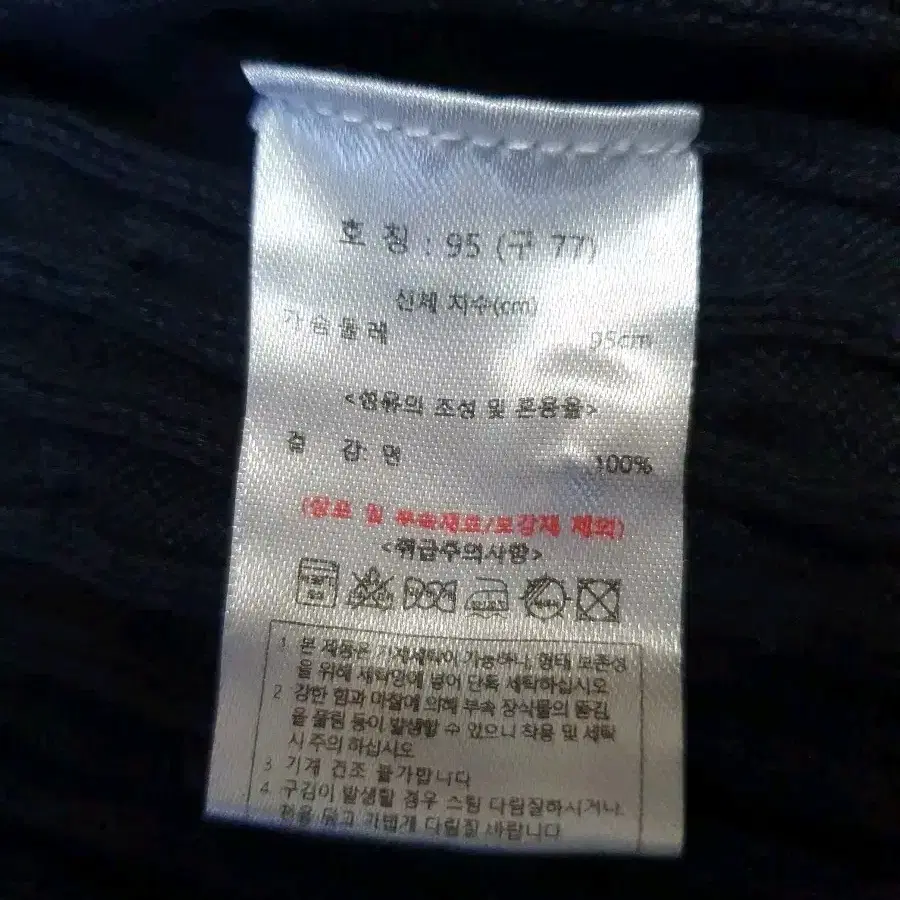 호 칭 : 95 (구 77)
신체 치수(cm)
가슴둘레 95cm
<섬유의 조성 및 혼용율>
겉 감 면 100%
(상표 및 부속재료/보강재 제외)
<취급주의사항>
1 본 제품은 기계세탁이 가능하나, 형태 보존성
을 위해 세탁망에 넣어 단독 세탁하십시오
2 강한 힘과 마찰에 의해 부속 장식물의 뜯김,
올 풀림 등이 발생할 수 있으니 착용 및 세탁
시 주의 하십시오
3 기계 건조 불가합니다
4 구김이 발생할 경우 스팀 다림질하시거나,
천을 덮고 가볍게 다림질 바랍니다